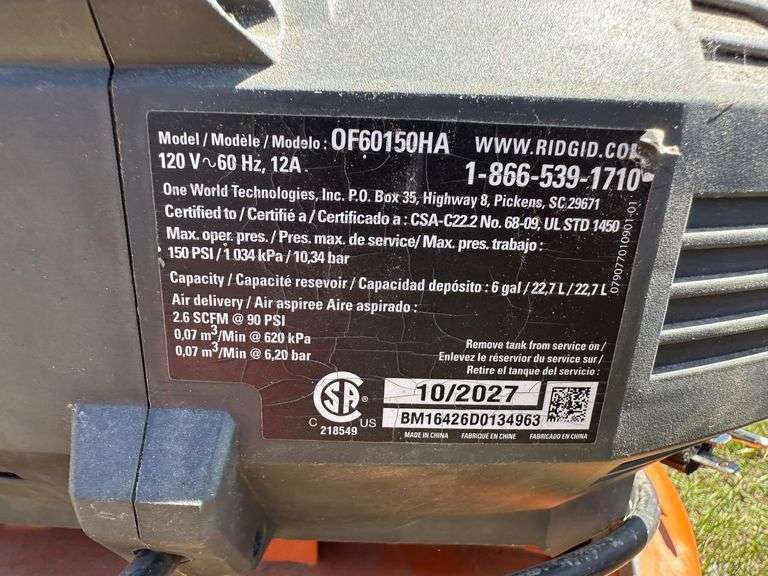 Model / Modèle / Modelo : OF60150HA WWW.RIDGID.CO
120 V~60 Hz, 12A 1-866-539-1710
One World Technologies, Inc. P.O. Box 35, Highway 8, Pickens, SC 29671
Certified to / Certifié a / Certificado a : CSA-C22.2 No. 68-09, UL STD 1450
Max. oper. pres. / Pres. max. de service/ Max. pres. trabajo :
150 PSI / 1 034 kPa / 10,34 bar
Capacity / Capacité resevoir / Capacidad depósito : 6 gal / 22,7 L / 22,7 L
Air delivery / Air aspiree Aire aspirado :
2.6 SCFM @ 90 PSI
0,07 m³/Min @ 620 kPa
0,07 m³/Min @ 6,20 bar
Remove tank from service on /
Enlevez le réservior du service sur /
Retire el tanque del servicio :
10/2027
BM16426D0134963
CSA
C US
218549
MADE IN CHINA FABRIQUÉ EN CHINE FABRICADO EN CHINA
079077010901-01